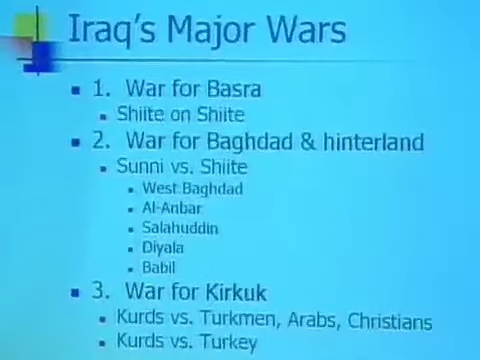 Iraq's Major Wars
1. War for Basra
Shiite on Shiite
2. War for Baghdad & hinterland
Sunni vs. Shiite
West Baghdad
Al-Anbar
Salahuddin
Diyala
Babil
3. War for Kirkuk
Kurds vs. Turkmen, Arabs, Christians
Kurds vs. Turkey